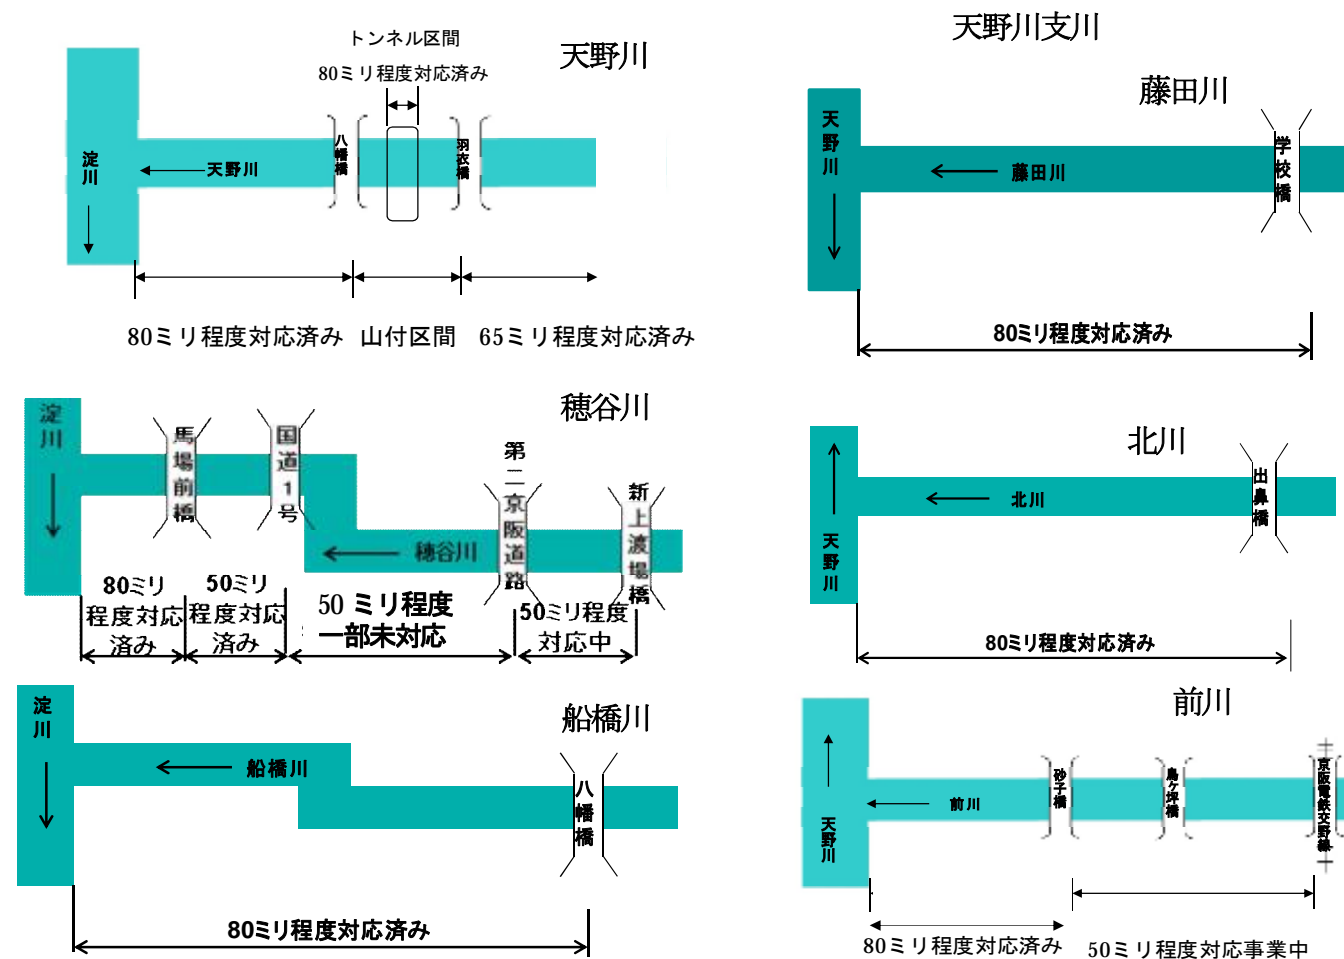 トンネル区間
80ミリ程度対応済み
天野川
淀川
天野川
八幡橋
羽衣橋
80ミリ程度対応済み
山付区間
65ミリ程度対応済み
穂谷川
淀川
馬場前橋
国道1号
第二京阪道路
新上渡場橋
穂谷川
80ミリ
程度対応
済み
50ミリ
程度対応
済み
50 ミリ程度
一部未対応
50ミリ程度
対応中
船橋川
淀川
船橋川
八幡橋
80ミリ程度対応済み
天野川支川
藤田川
天野川
藤田川
学校橋
80ミリ程度対応済み
北川
天野川
北川
出鼻橋
80ミリ程度対応済み
前川
天野川
前川
砂子橋
鳥ケ坪橋
京阪電鉄交野線
80ミリ程度対応済み
50ミリ程度対応事業中